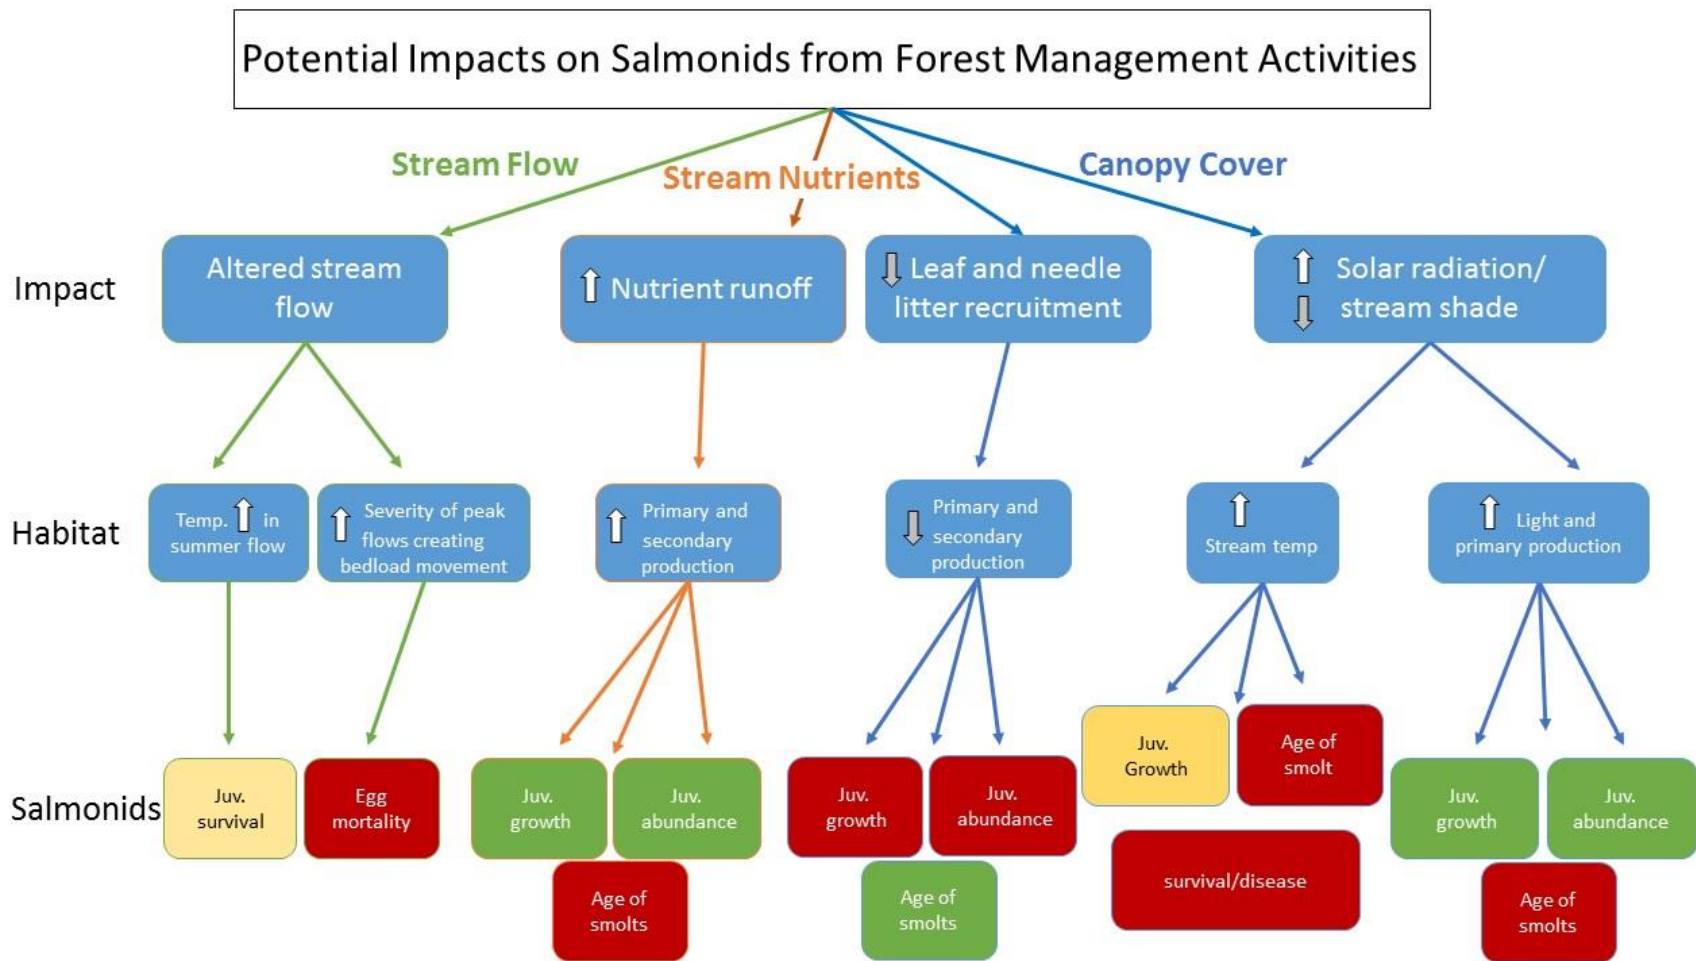 Potential Impacts on Salmonids from Forest Management Activities
Stream Flow
Stream Nutrients
Canopy Cover
Impact
Altered stream
flow
Nutrient runoff
Leaf and needle
litter recruitment
Solar radiation/
stream shade
Habitat
Temp. in
summer flow
Severity of peak
flows creating
bedload movement
Primary and
secondary
production
Primary and
secondary
production
Stream temp
Light and
primary production
Salmonids
Juv.
survival
Egg
mortality
Juv.
growth
Juv.
abundance
Age of
smolts
Juv.
growth
Juv.
abundance
Age of
smolts
Juv.
Growth
Age of
smolt
survival/disease
Juv.
growth
Juv.
abundance
Age of
smolts